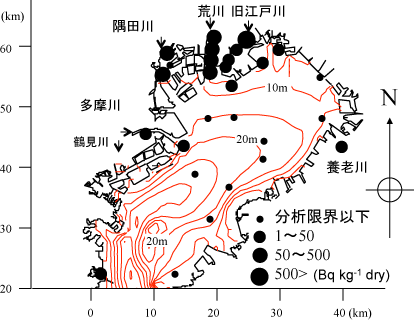 (km)
荒川 旧江戸川
隅田川
60
10m
50
多摩川
N
鶴見川
20m
40
養老川
分析限界以下
30
1～50
20m
50～500
500> (Bq kg⁻¹ dry)
20
0 10 20 30 40 (km)